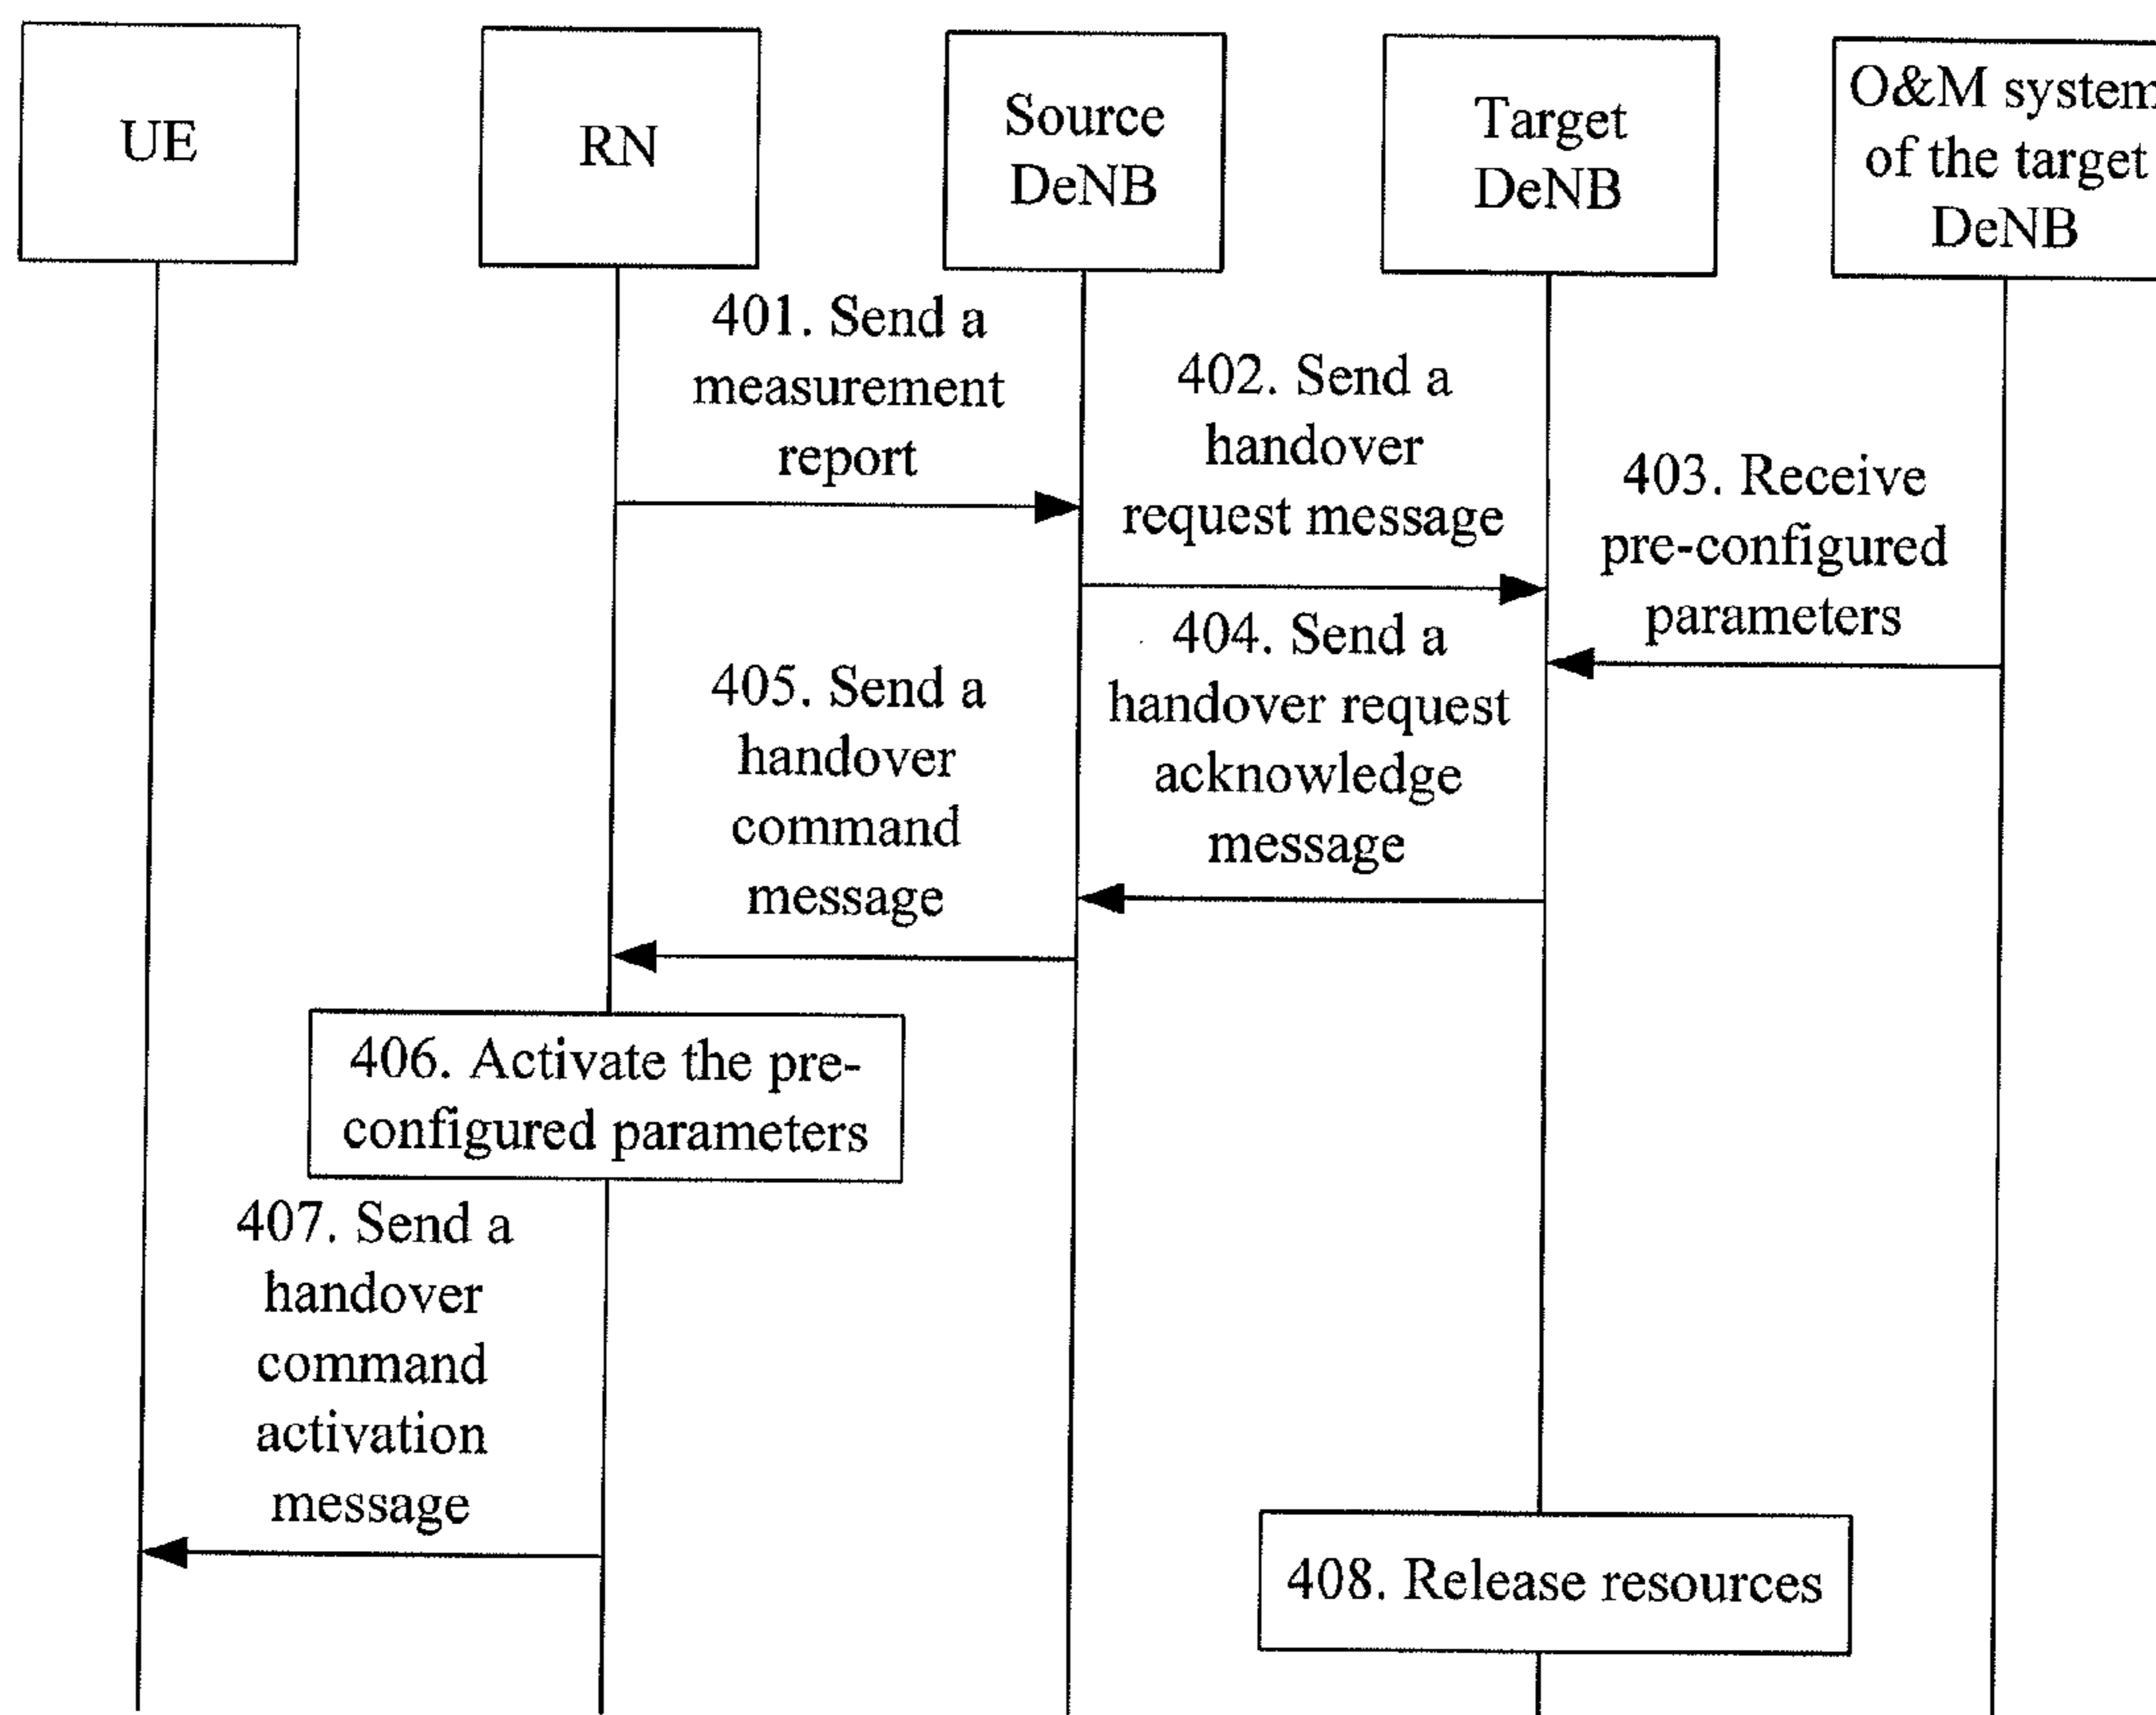 UE
RN
Source
DeNB
Target
DeNB
O&M system
of the target
DeNB
401. Send a
measurement
report
402. Send a
handover
request message
403. Receive
pre-configured
parameters
404. Send a
handover request
acknowledge
message
405. Send a
handover
command
message
406. Activate the pre-
configured parameters
407. Send a
handover
command
activation
message
408. Release resources